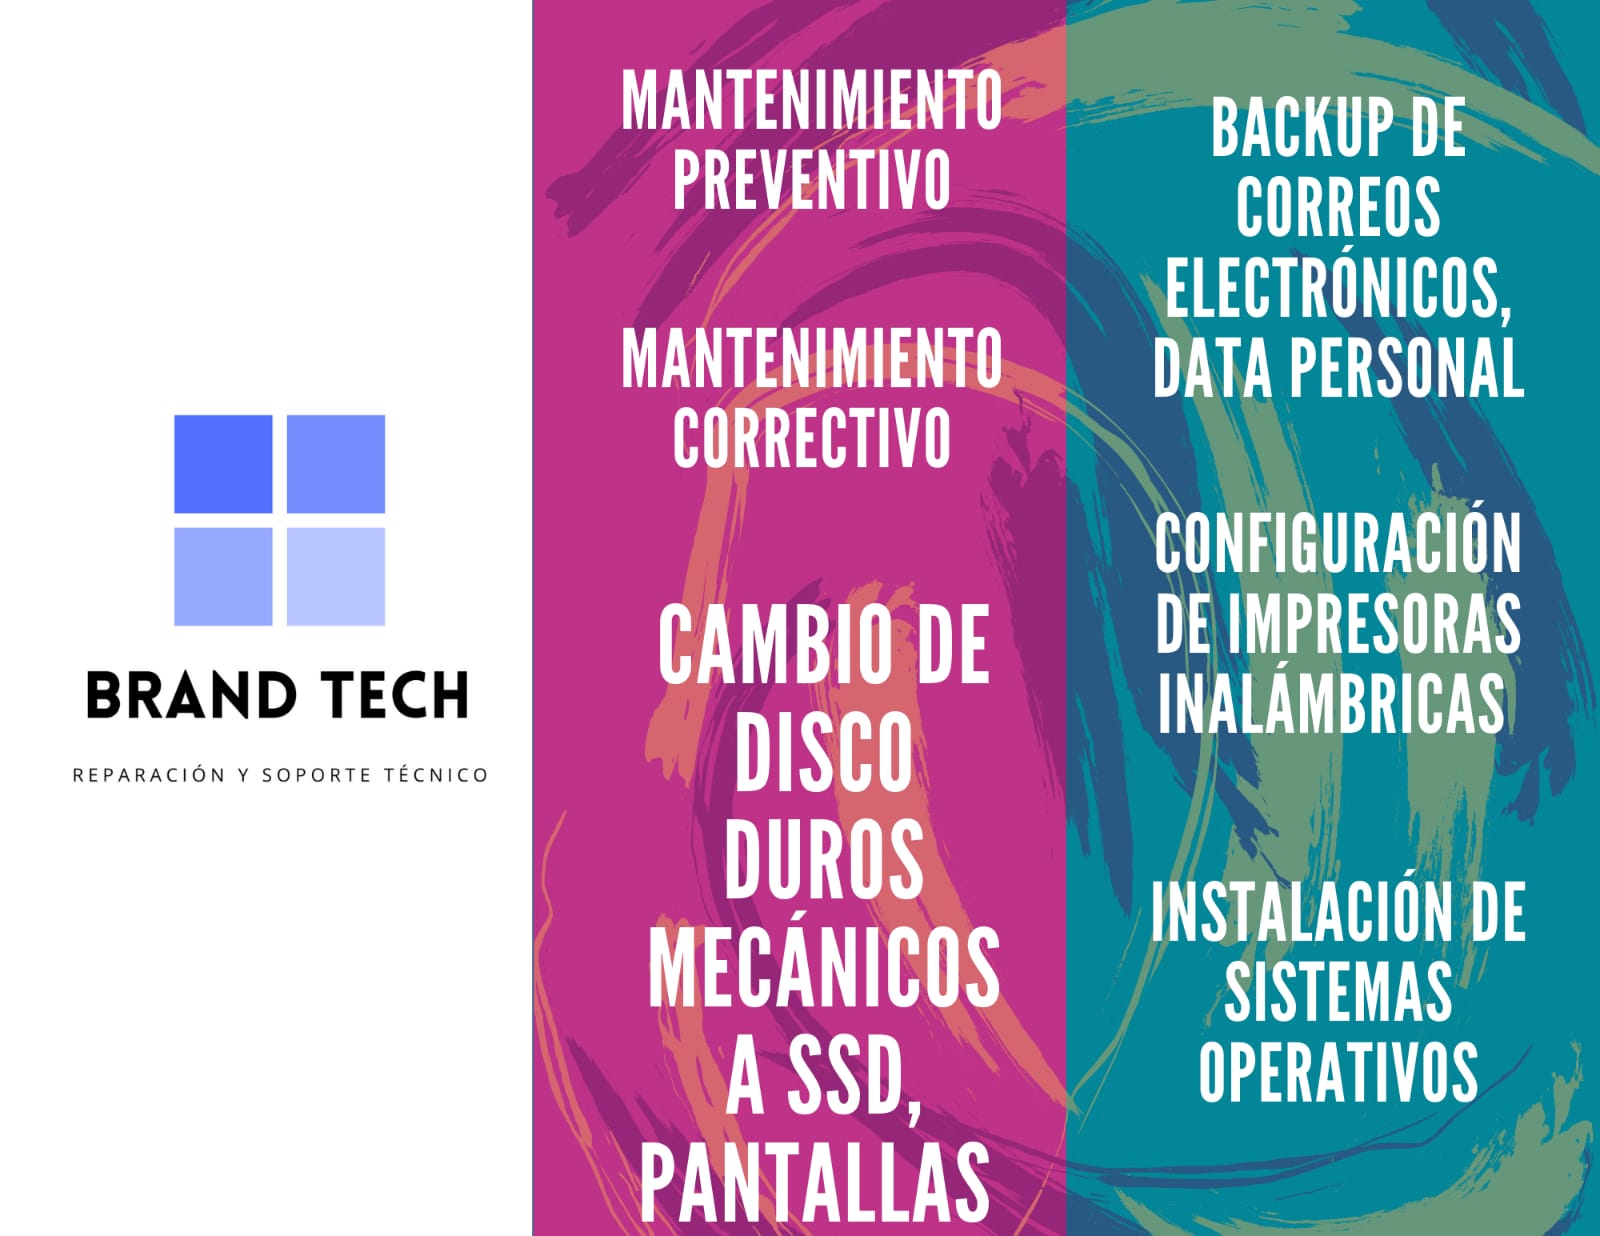 BRAND TECH
REPARACIÓN Y SOPORTE TÉCNICO
MANTENIMIENTO
PREVENTIVO
MANTENIMIENTO
CORRECTIVO
CAMBIO DE
DISCO
DUROS
MECÁNICOS
A SSD,
PANTALLAS
BACKUP DE
CORREOS
ELECTRÓNICOS,
DATA PERSONAL
CONFIGURACIÓN
DE IMPRESORAS
INALÁMBRICAS
INSTALACIÓN DE
SISTEMAS
OPERATIVOS